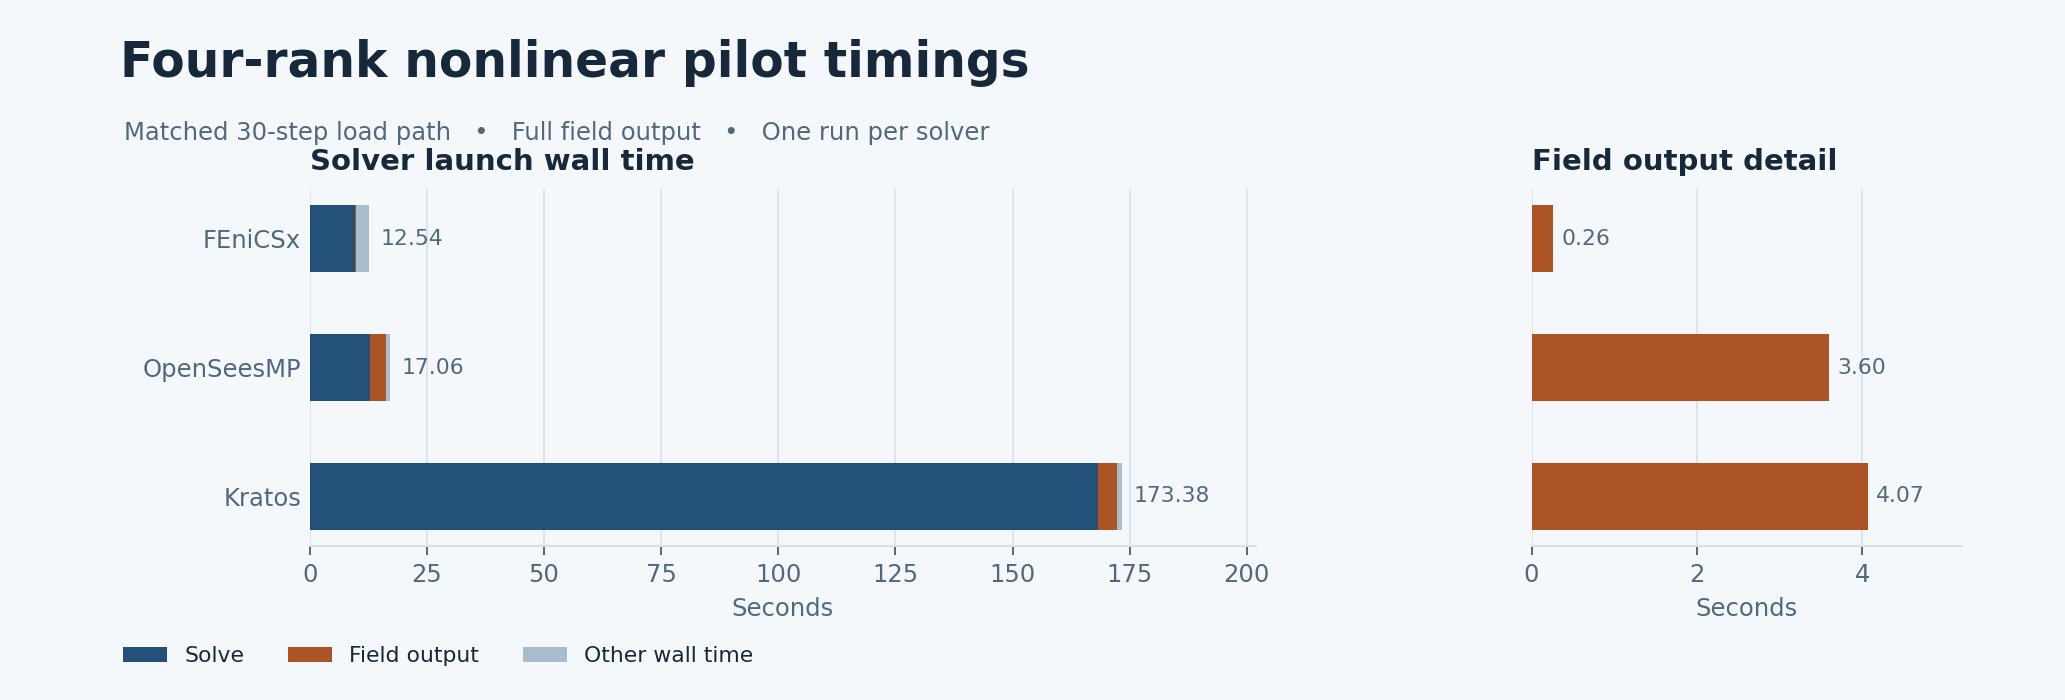 Four-rank nonlinear pilot timings
Matched 30-step load path • Full field output • One run per solver
Solver launch wall time
FEniCSx
12.54
OpenSeesMP
17.06
Kratos
173.38
0 25 50 75 100 125 150 175 200
Seconds
Field output detail
0.26
3.60
4.07
0 2 4
Seconds
Solve Field output Other wall time